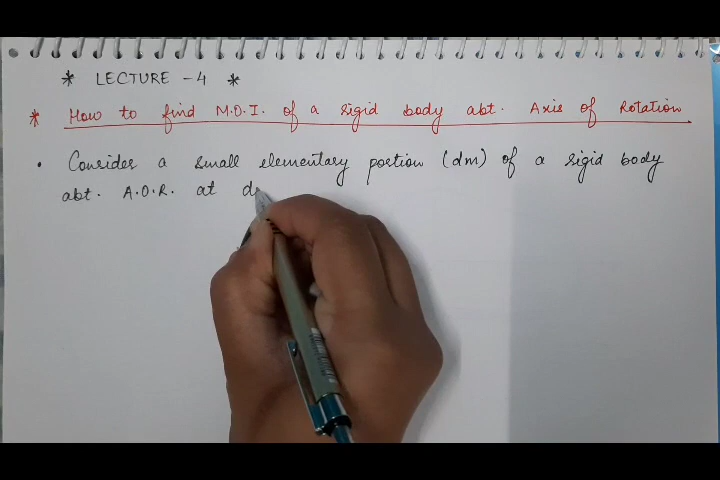 * LECTURE - 4 *
* How to find M.O.I. of a rigid body abt. Axis of Rotation
• Consider a small elementary portion (dm) of a rigid body
abt. A.O.R. at